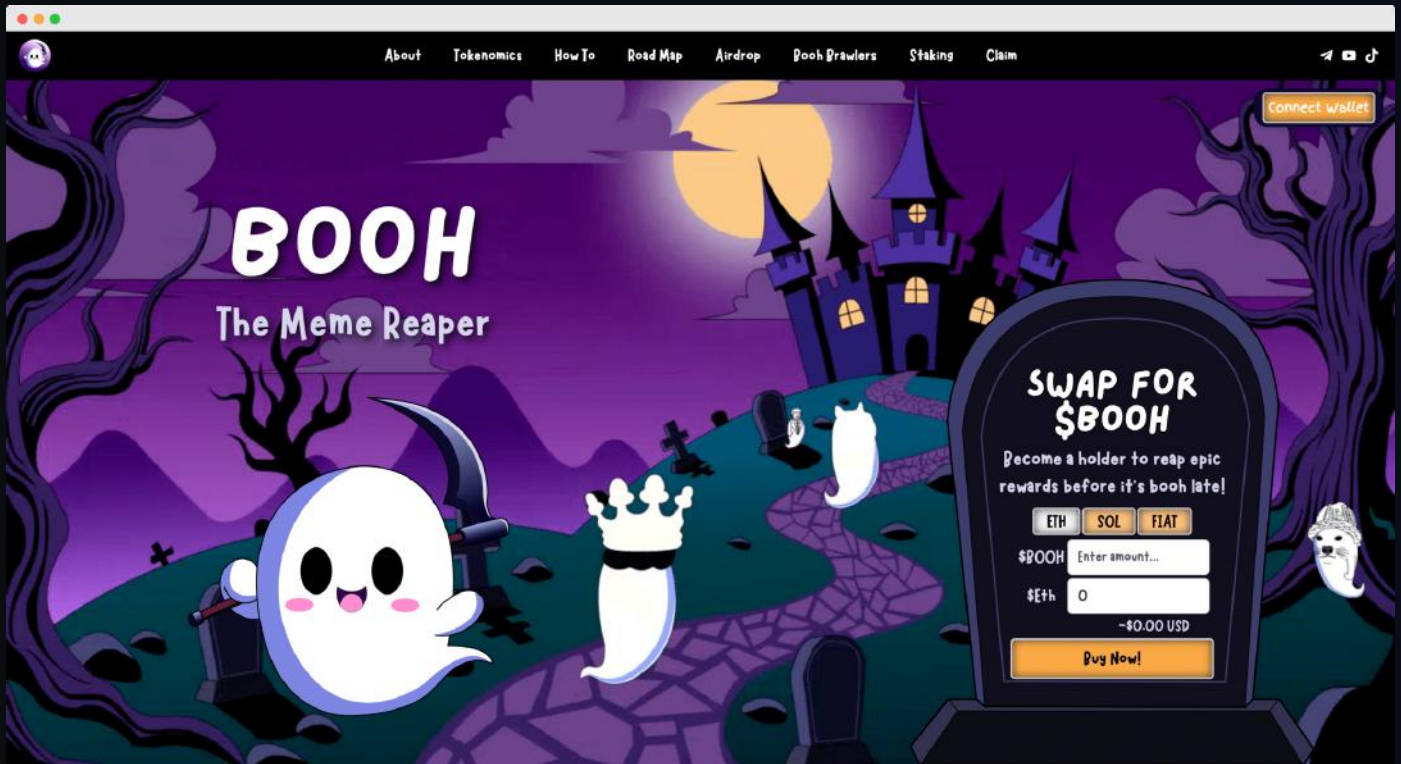 About Tokenomics How To Road Map Airdrop Booh Brawlers Staking Claim
Connect Wallet
BOOH
The Meme Reaper
SWAP FOR
$BOOH
Become a holder to reap epic
rewards before it's booh late!
ETH SOL FIAT
$BOOH Enter amount...
$Eth 0
~$0.00 USD
Buy Now!